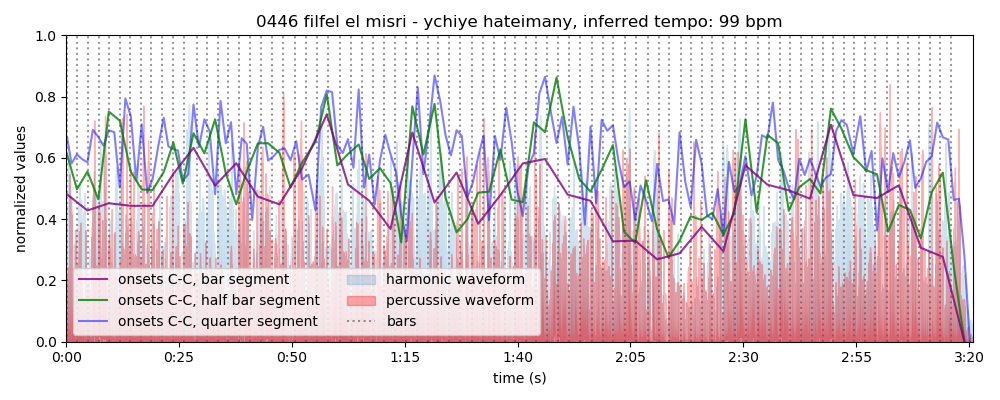 0446 filfel el misri - ychiye hateimany, inferred tempo: 99 bpm
normalized values
1.0
0.8
0.6
0.4
0.2
0.0
onsets C-C, bar segment
onsets C-C, half bar segment
onsets C-C, quarter segment
harmonic waveform
percussive waveform
bars
0:00 0:25 0:50 1:15 1:40 2:05 2:30 2:55 3:20
time (s)